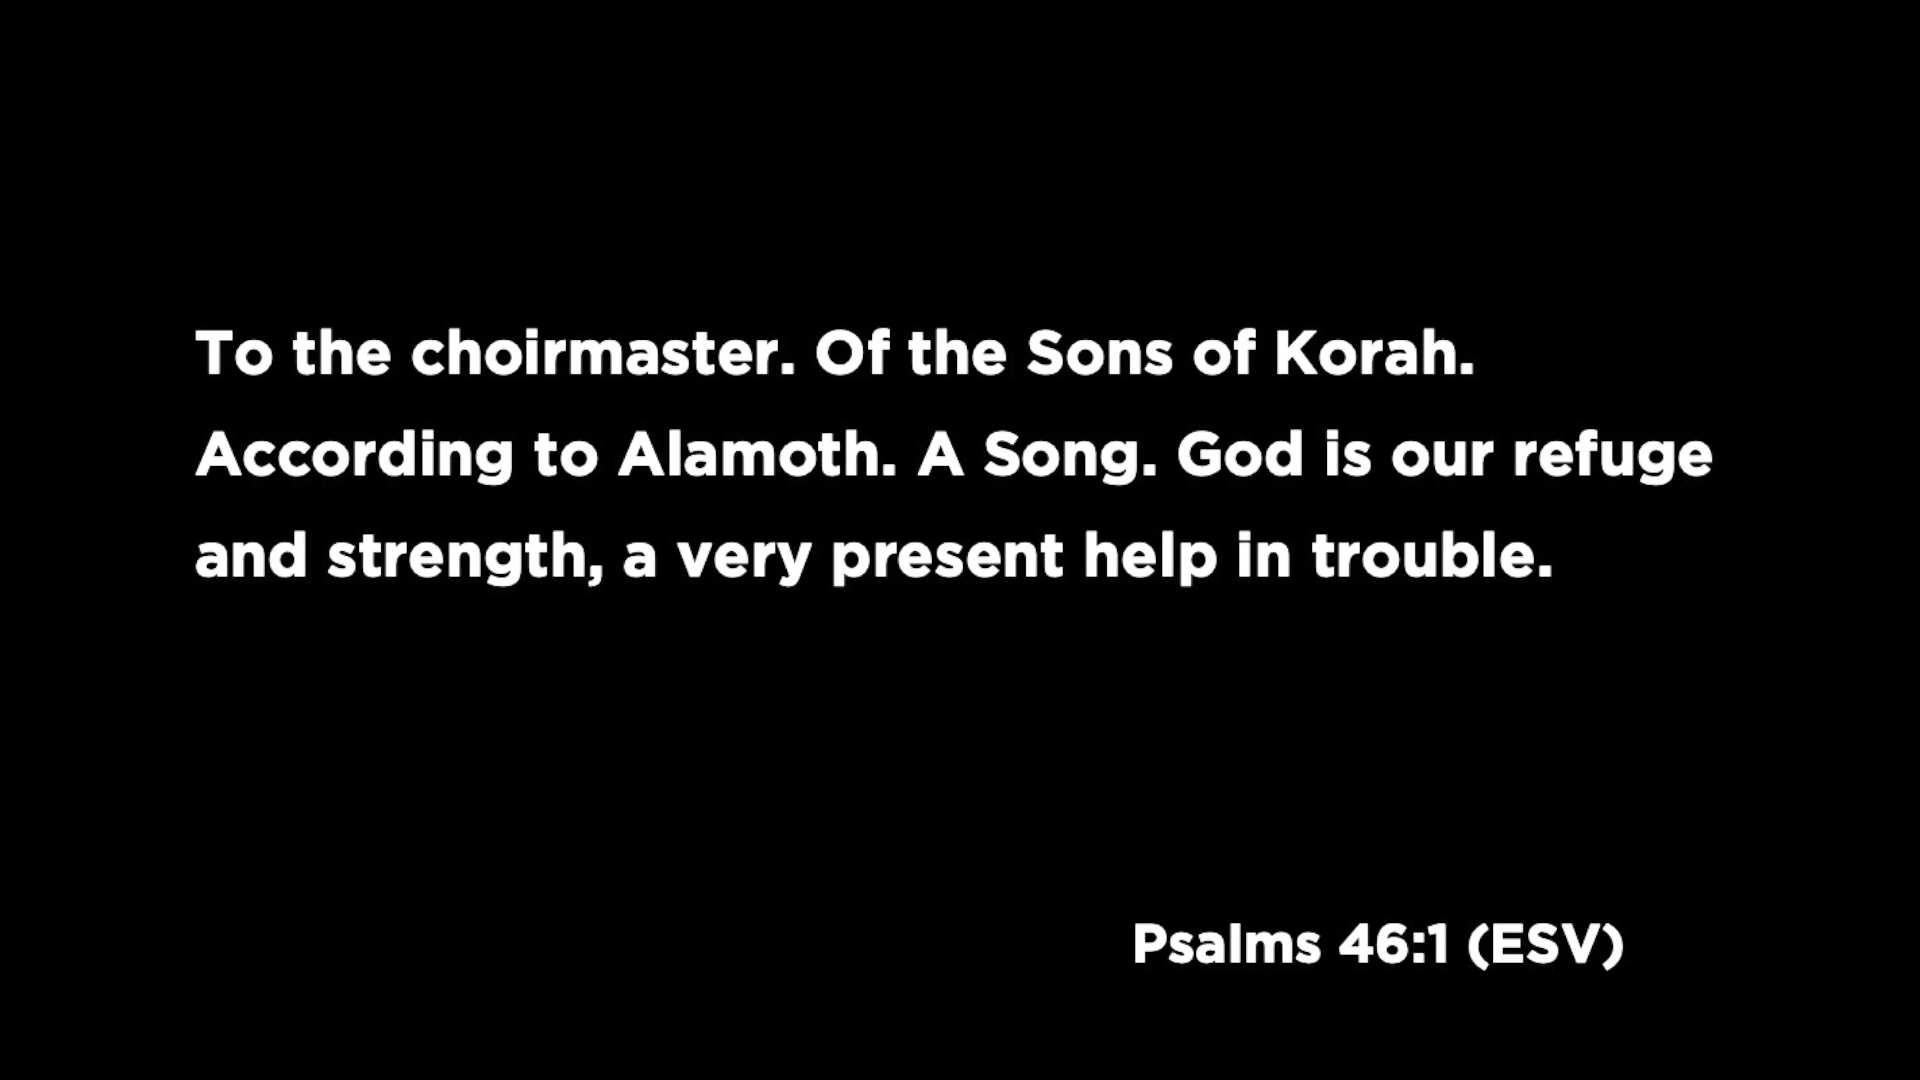 To the choirmaster. Of the Sons of Korah.
According to Alamoth. A Song. God is our refuge
and strength, a very present help in trouble.
Psalms 46:1 (ESV)